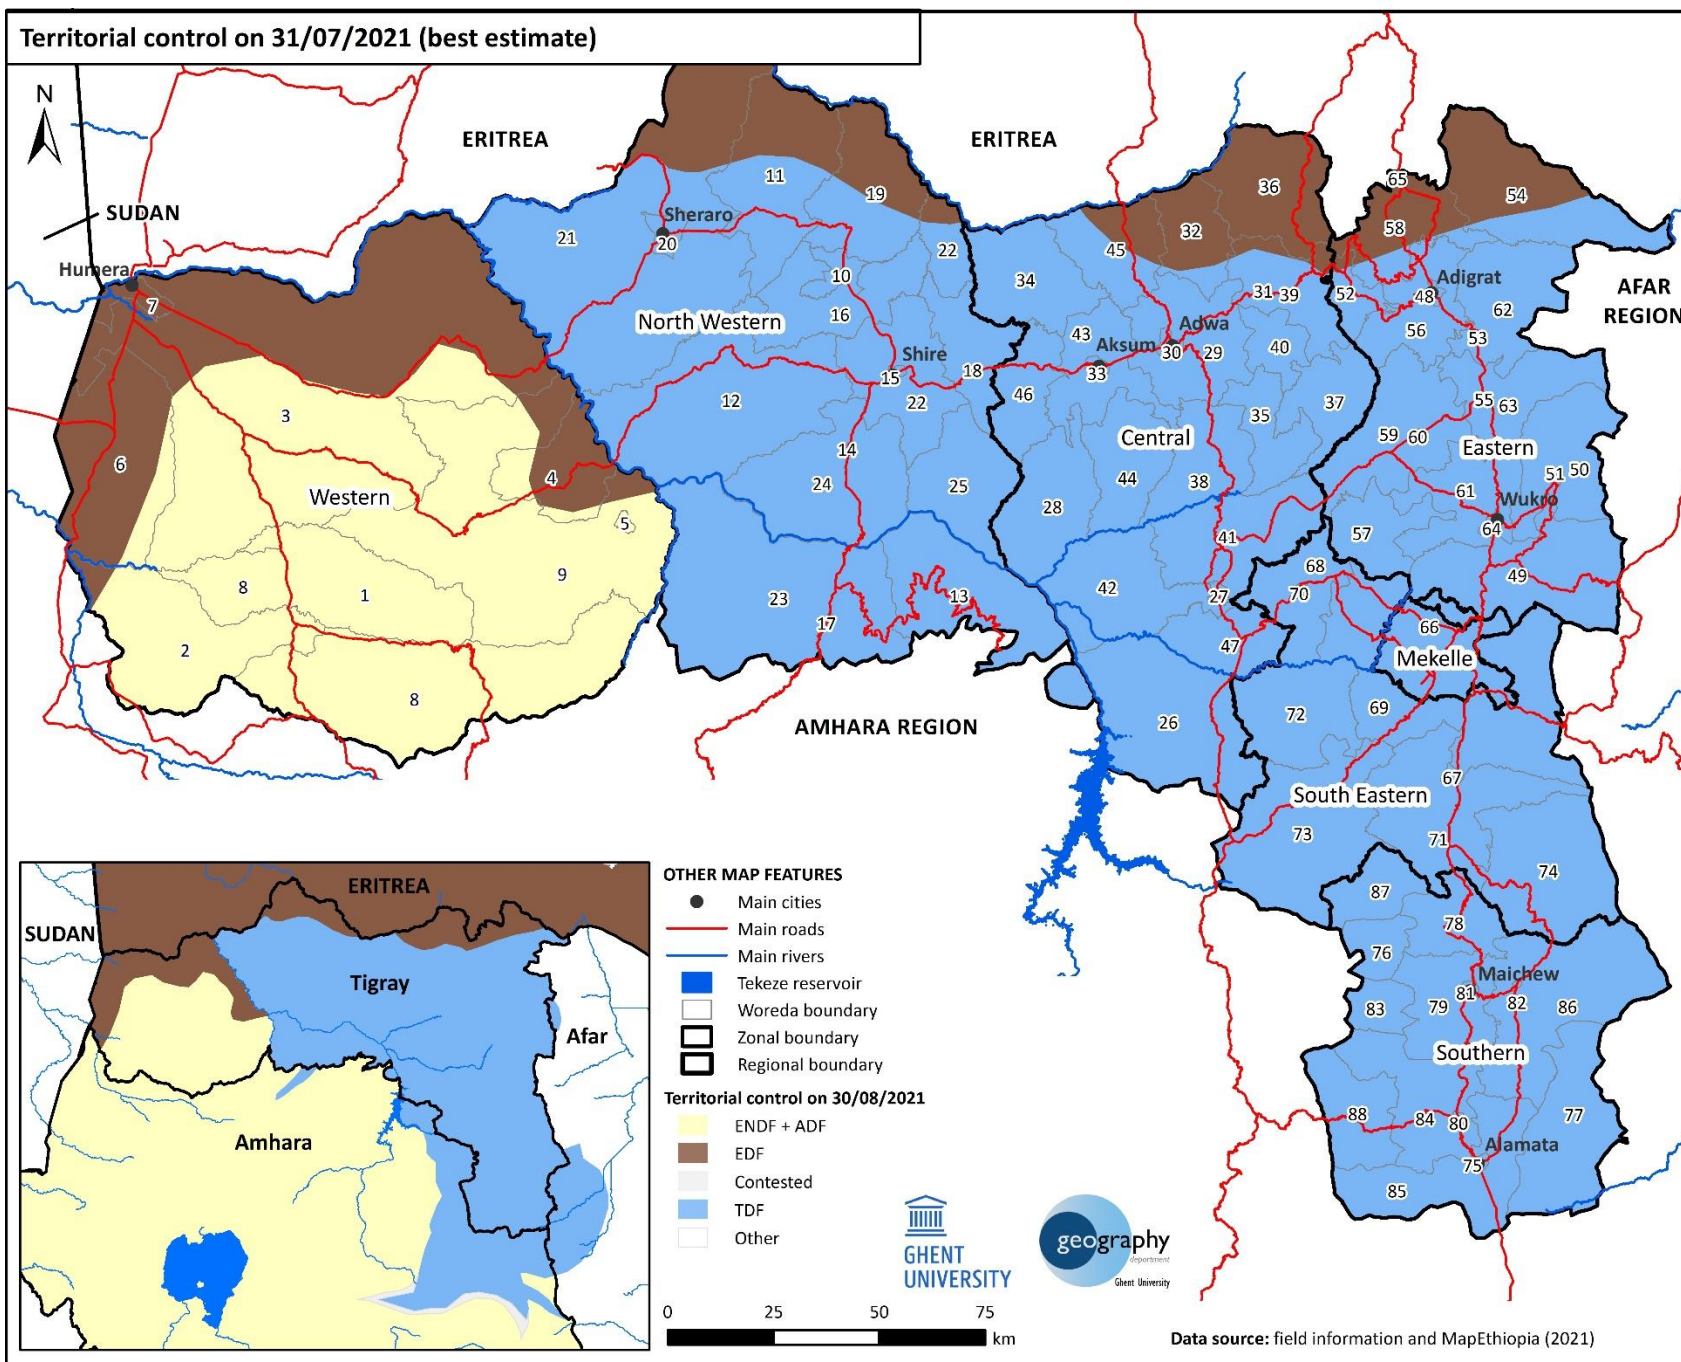 Territorial control on 31/07/2021 (best estimate)
N
ERITREA
ERITREA
SUDAN
Humera
7
21
Sheraro
20
11
19
22
10
16
North Western
Shire
15
18
22
12
14
24
25
23
17
13
3
6
4
5
Western
8
1
9
2
8
36
32
45
34
31
39
43
Adwa
Aksum
30
29
33
40
46
35
37
Central
44
38
28
41
42
27
47
26
65
54
58
52
48
Adigrat
62
56
53
AFAR
REGION
55
63
59
60
Eastern
61
51
50
Wukro
64
57
49
68
70
66
Mekelle
72
69
67
South Eastern
73
71
74
AMHARA REGION
87
78
76
Maichew
81
82
83
79
86
Southern
88
84
80
77
Alamata
75
85
ERITREA
SUDAN
Tigray
Afar
Amhara
OTHER MAP FEATURES
Main cities
Main roads
Main rivers
Tekeze reservoir
Woreda boundary
Zonal boundary
Regional boundary
Territorial control on 30/08/2021
ENDF + ADF
EDF
Contested
TDF
Other
GHENT
UNIVERSITY
geography
department
Ghent University
0 25 50 75
km
Data source: field information and MapEthiopia (2021)